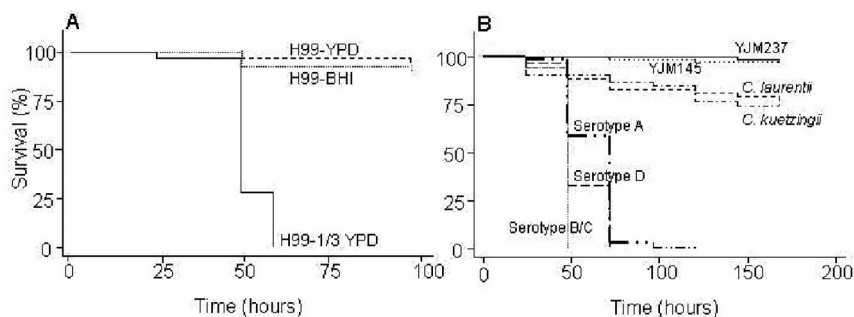 A
100
75
50
25
0
Survival (%)
H99-YPD
H99-BHI
H99-1/3 YPD
0
25
50
75
100
Time (hours)
B
100
75
50
25
0
YJM237
YJM145
C. laurentii
C. kuetzingii
Serotype A
Serotype D
Serotype B/C
0
50
100
150
200
Time (hours)